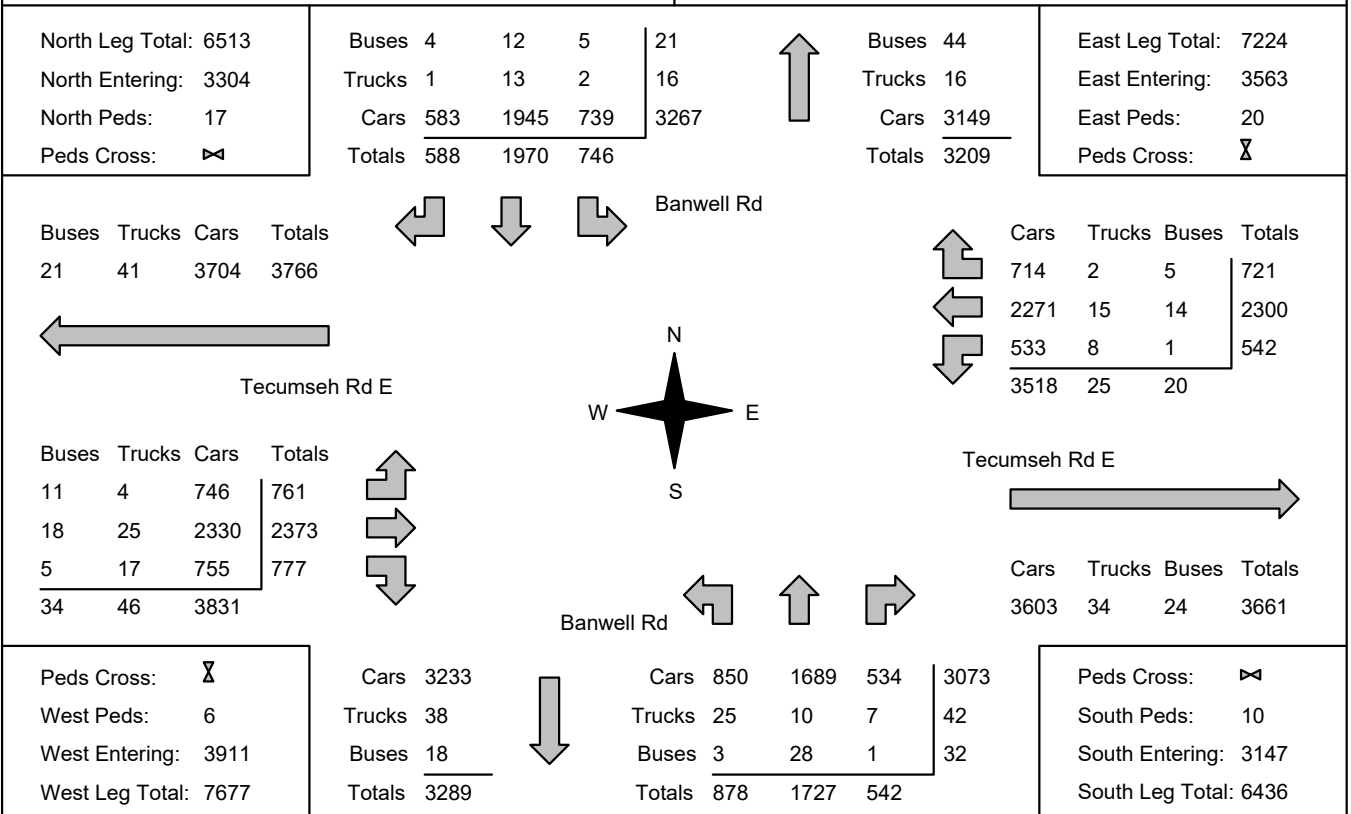 North Leg Total: 6513
North Entering: 3304
North Peds: 17
Peds Cross:
Buses 4 12 5 21
Trucks 1 13 2 16
Cars 583 1945 739 3267
Totals 588 1970 746
Buses 44
Trucks 16
Cars 3149
Totals 3209
East Leg Total: 7224
East Entering: 3563
East Peds: 20
Peds Cross:
Banwell Rd
Buses Trucks Cars Totals
21 41 3704 3766
Cars Trucks Buses Totals
714 2 5 721
2271 15 14 2300
533 8 1 542
3518 25 20
Tecumseh Rd E
N
W E
S
Buses Trucks Cars Totals
11 4 746 761
18 25 2330 2373
5 17 755 777
34 46 3831
Tecumseh Rd E
Cars Trucks Buses Totals
3603 34 24 3661
Banwell Rd
Peds Cross:
West Peds: 6
West Entering: 3911
West Leg Total: 7677
Cars 3233
Trucks 38
Buses 18
Totals 3289
Cars 850 1689 534 3073
Trucks 25 10 7 42
Buses 3 28 1 32
Totals 878 1727 542
Peds Cross:
South Peds: 10
South Entering: 3147
South Leg Total: 6436